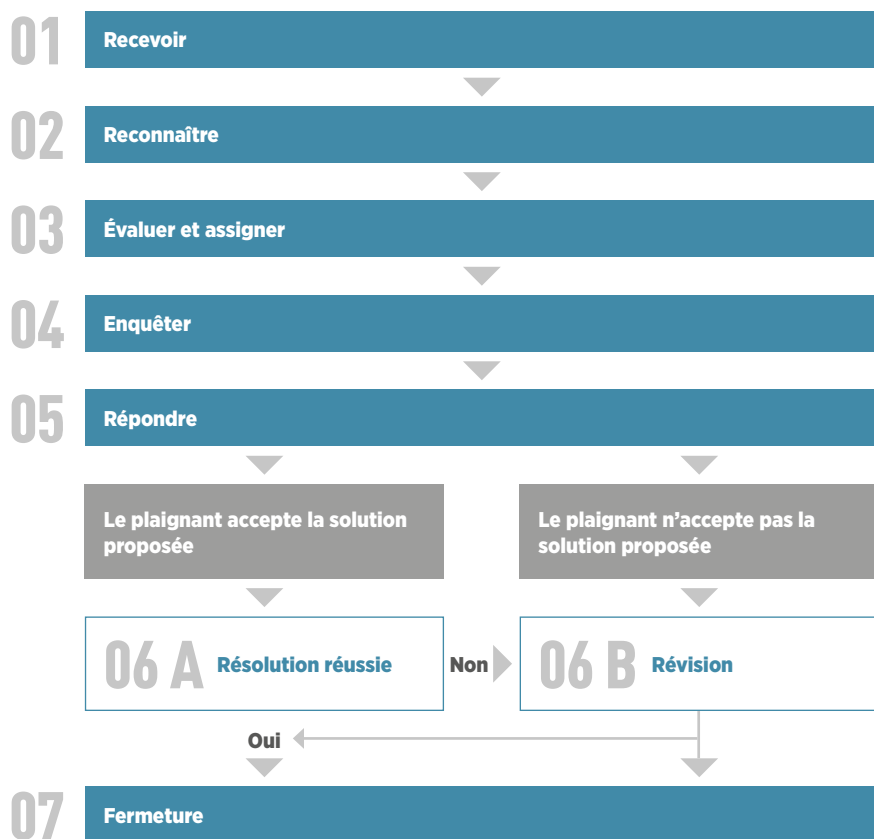 01 Recevoir
02 Reconnaître
03 Évaluer et assigner
04 Enquêter
05 Répondre
Le plaignant accepte la solution
proposée
Le plaignant n’accepte pas la
solution proposée
06 A Résolution réussie
Non
06 B Révision
Oui
07 Fermeture